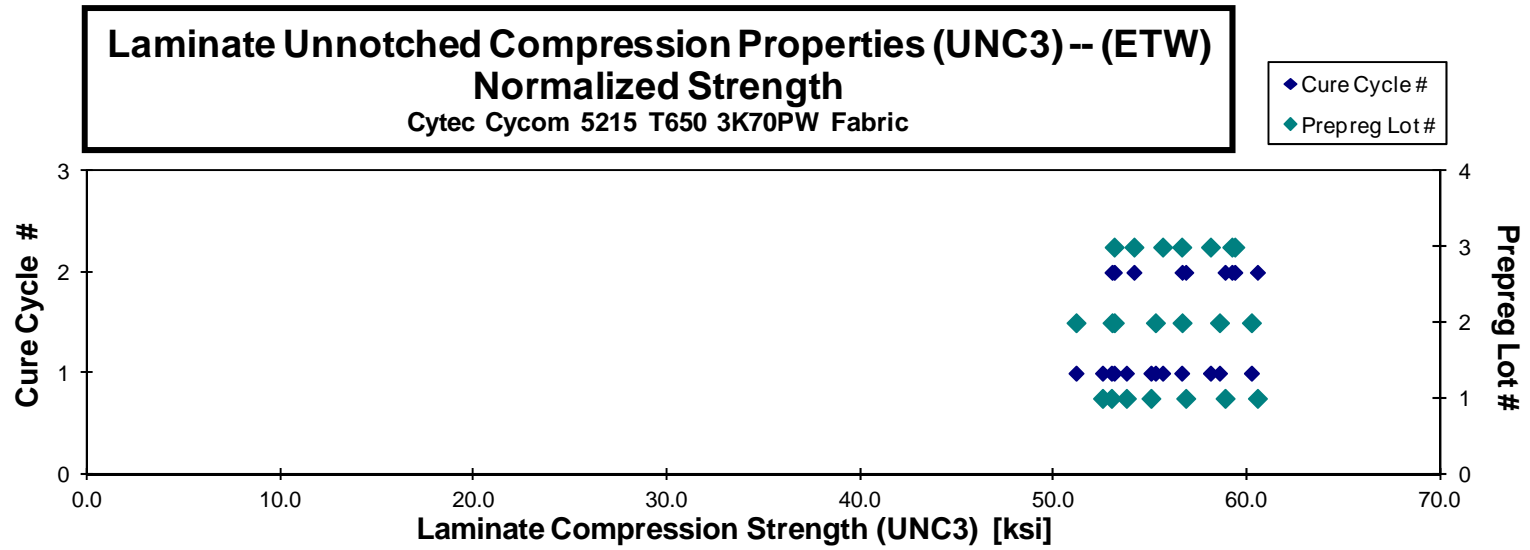 Laminate Unnotched Compression Properties (UNC3) -- (ETW)
Normalized Strength
Cytec Cycom 5215 T650 3K70PW Fabric
Cure Cycle #
Prepreg Lot #
3
2
1
0
Cure Cycle #
4
3
2
1
0
Prepreg Lot #
0.0 10.0 20.0 30.0 40.0 50.0 60.0 70.0
Laminate Compression Strength (UNC3) [ksi]